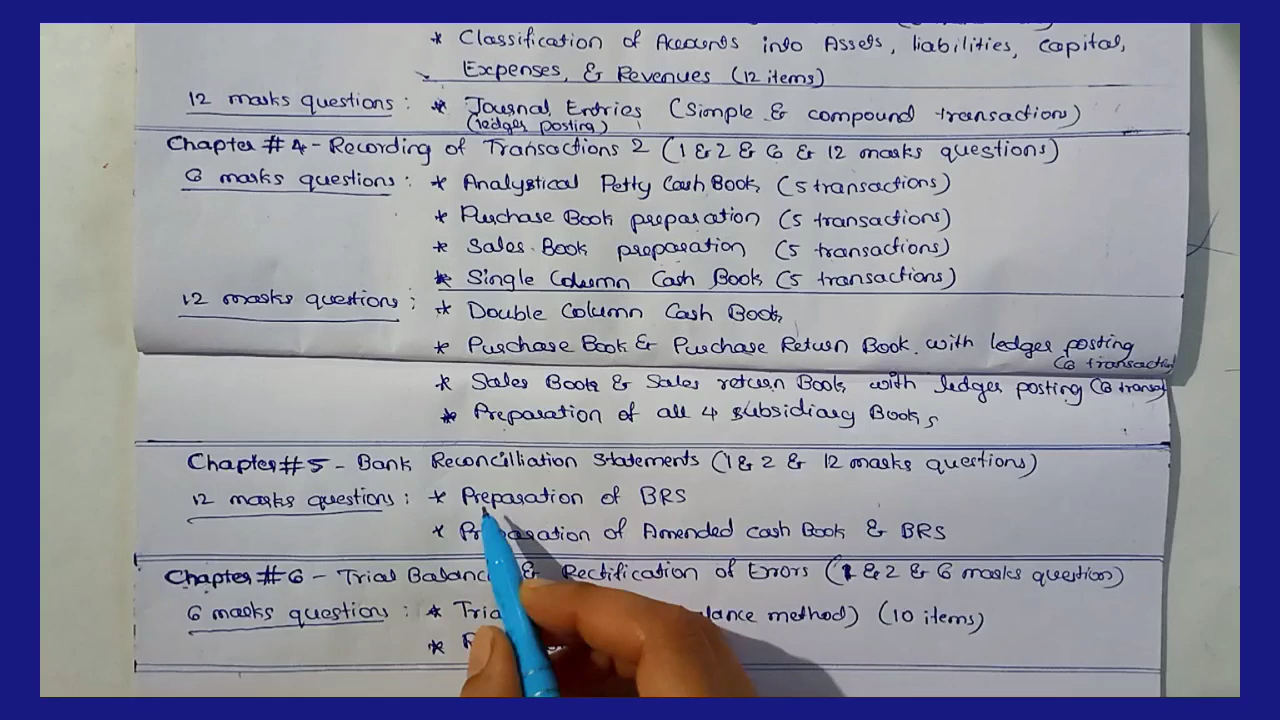 * Classification of Accounts into Assets, liabilities, capital,
Expenses, & Revenues (12 items)
12 marks questions : * Journal Entries (Simple & compound transaction)
(ledger posting)
Chapter # 4 - Recording of Transactions 2 (1 & 2 & 6 & 12 marks questions)
6 marks questions : * Analystical Petty Cash Book (5 transactions)
* Purchase Book preparation (5 transactions)
* Sales Book preparation (5 transactions)
* Single Column Cash Book (5 transactions)
12 marks questions : * Double Column Cash Book
* Purchase Book & Purchase Return Book with ledger posting
* Sales Book & Sales return Book with ledger posting
* Preparation of all 4 subsidiary Books
Chapter # 5 - Bank Reconcilliation Statements (1 & 2 & 12 marks questions)
12 marks questions : * Preparation of BRS
* Preparation of Amended cash Book & BRS
Chapter # 6 - Trial Balance & Rectification of Errors (1 & 2 & 6 marks question)
6 marks questions : * method) (10 items)
*